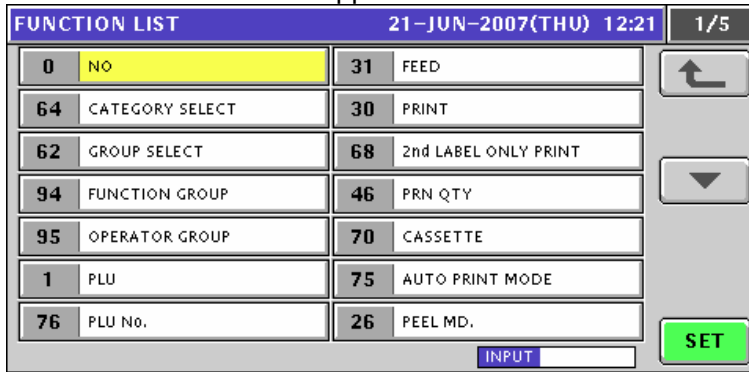 FUNCTION LIST 21-JUN-2007(THU) 12:21 1/5
0 NO 31 FEED
64 CATEGORY SELECT 30 PRINT
62 GROUP SELECT 68 2nd LABEL ONLY PRINT
94 FUNCTION GROUP 46 PRN QTY
95 OPERATOR GROUP 70 CASSETTE
1 PLU 75 AUTO PRINT MODE
76 PLU No. 26 PEEL MD.
INPUT
SET